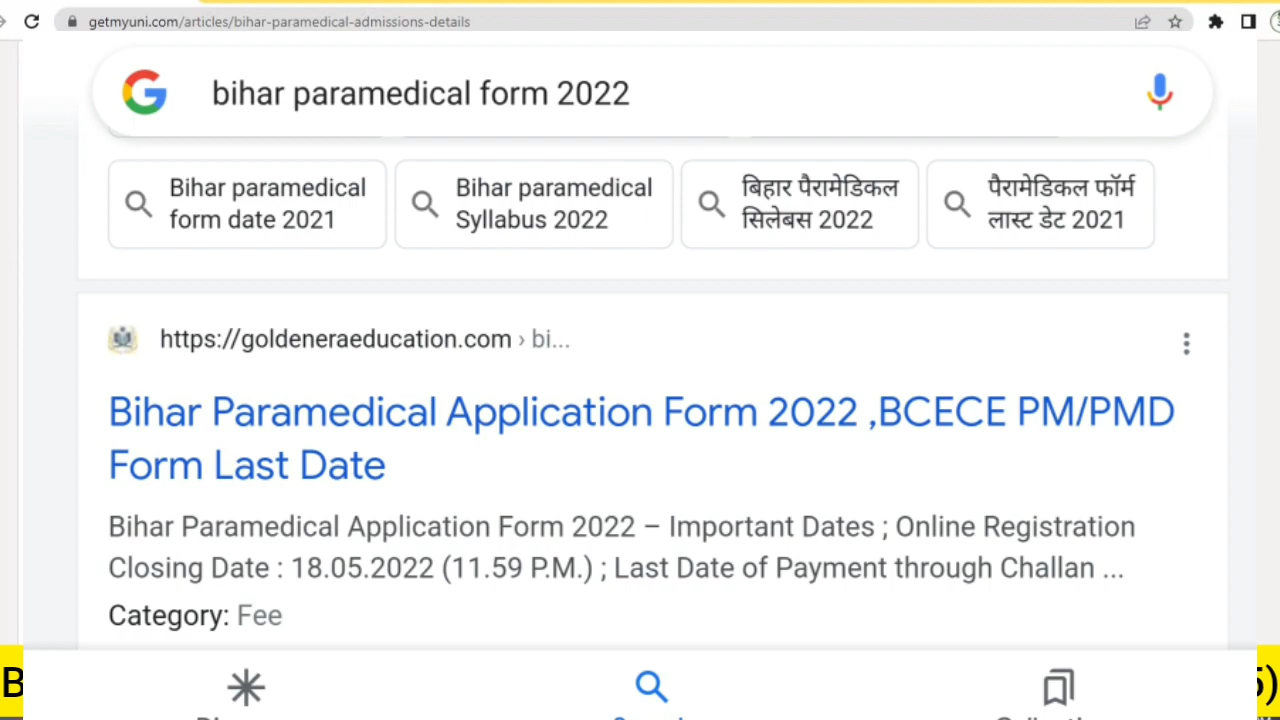 getmyuni.com/articles/bihar-paramedical-admissions-details
bihar paramedical form 2022
Bihar paramedical form date 2021
Bihar paramedical Syllabus 2022
बिहार पैरामेडिकल सिलेबस 2022
पैरामेडिकल फॉर्म लास्ट डेट 2021
https://goldeneraeducation.com › bi...
Bihar Paramedical Application Form 2022 ,BCECE PM/PMD
Form Last Date
Bihar Paramedical Application Form 2022 – Important Dates ; Online Registration
Closing Date : 18.05.2022 (11.59 P.M.) ; Last Date of Payment through Challan ...
Category: Fee
B
)